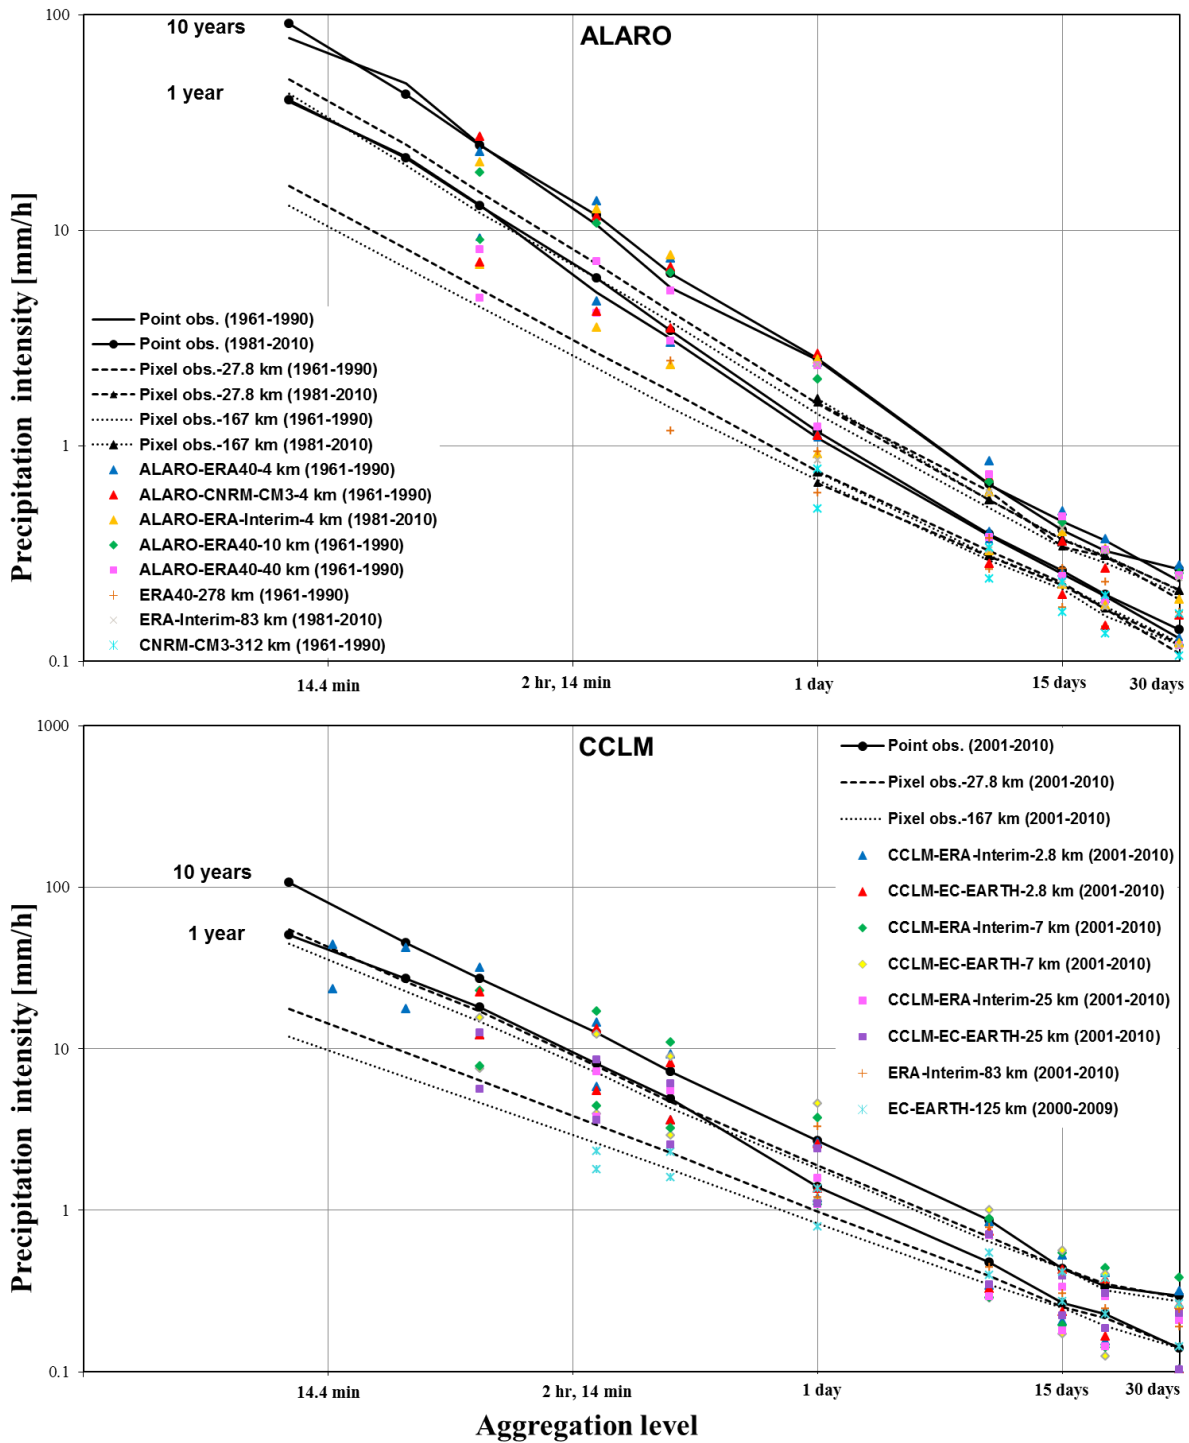 100
ALARO
10 years
1 year
10
1
0.1
Precipitation intensity [mm/h]
Point obs. (1961-1990)
Point obs. (1981-2010)
Pixel obs.-27.8 km (1961-1990)
Pixel obs.-27.8 km (1981-2010)
Pixel obs.-167 km (1961-1990)
Pixel obs.-167 km (1981-2010)
ALARO-ERA40-4 km (1961-1990)
ALARO-CNRM-CM3-4 km (1961-1990)
ALARO-ERA-Interim-4 km (1981-2010)
ALARO-ERA40-10 km (1961-1990)
ALARO-ERA40-40 km (1961-1990)
ERA40-278 km (1961-1990)
ERA-Interim-83 km (1981-2010)
CNRM-CM3-312 km (1961-1990)
14.4 min
2 hr, 14 min
1 day
15 days
30 days
1000
CCLM
100
10 years
1 year
10
1
0.1
Precipitation intensity [mm/h]
Point obs. (2001-2010)
Pixel obs.-27.8 km (2001-2010)
Pixel obs.-167 km (2001-2010)
CCLM-ERA-Interim-2.8 km (2001-2010)
CCLM-EC-EARTH-2.8 km (2001-2010)
CCLM-ERA-Interim-7 km (2001-2010)
CCLM-EC-EARTH-7 km (2001-2010)
CCLM-ERA-Interim-25 km (2001-2010)
CCLM-EC-EARTH-25 km (2001-2010)
ERA-Interim-83 km (2001-2010)
EC-EARTH-125 km (2000-2009)
14.4 min
2 hr, 14 min
1 day
15 days
30 days
Aggregation level